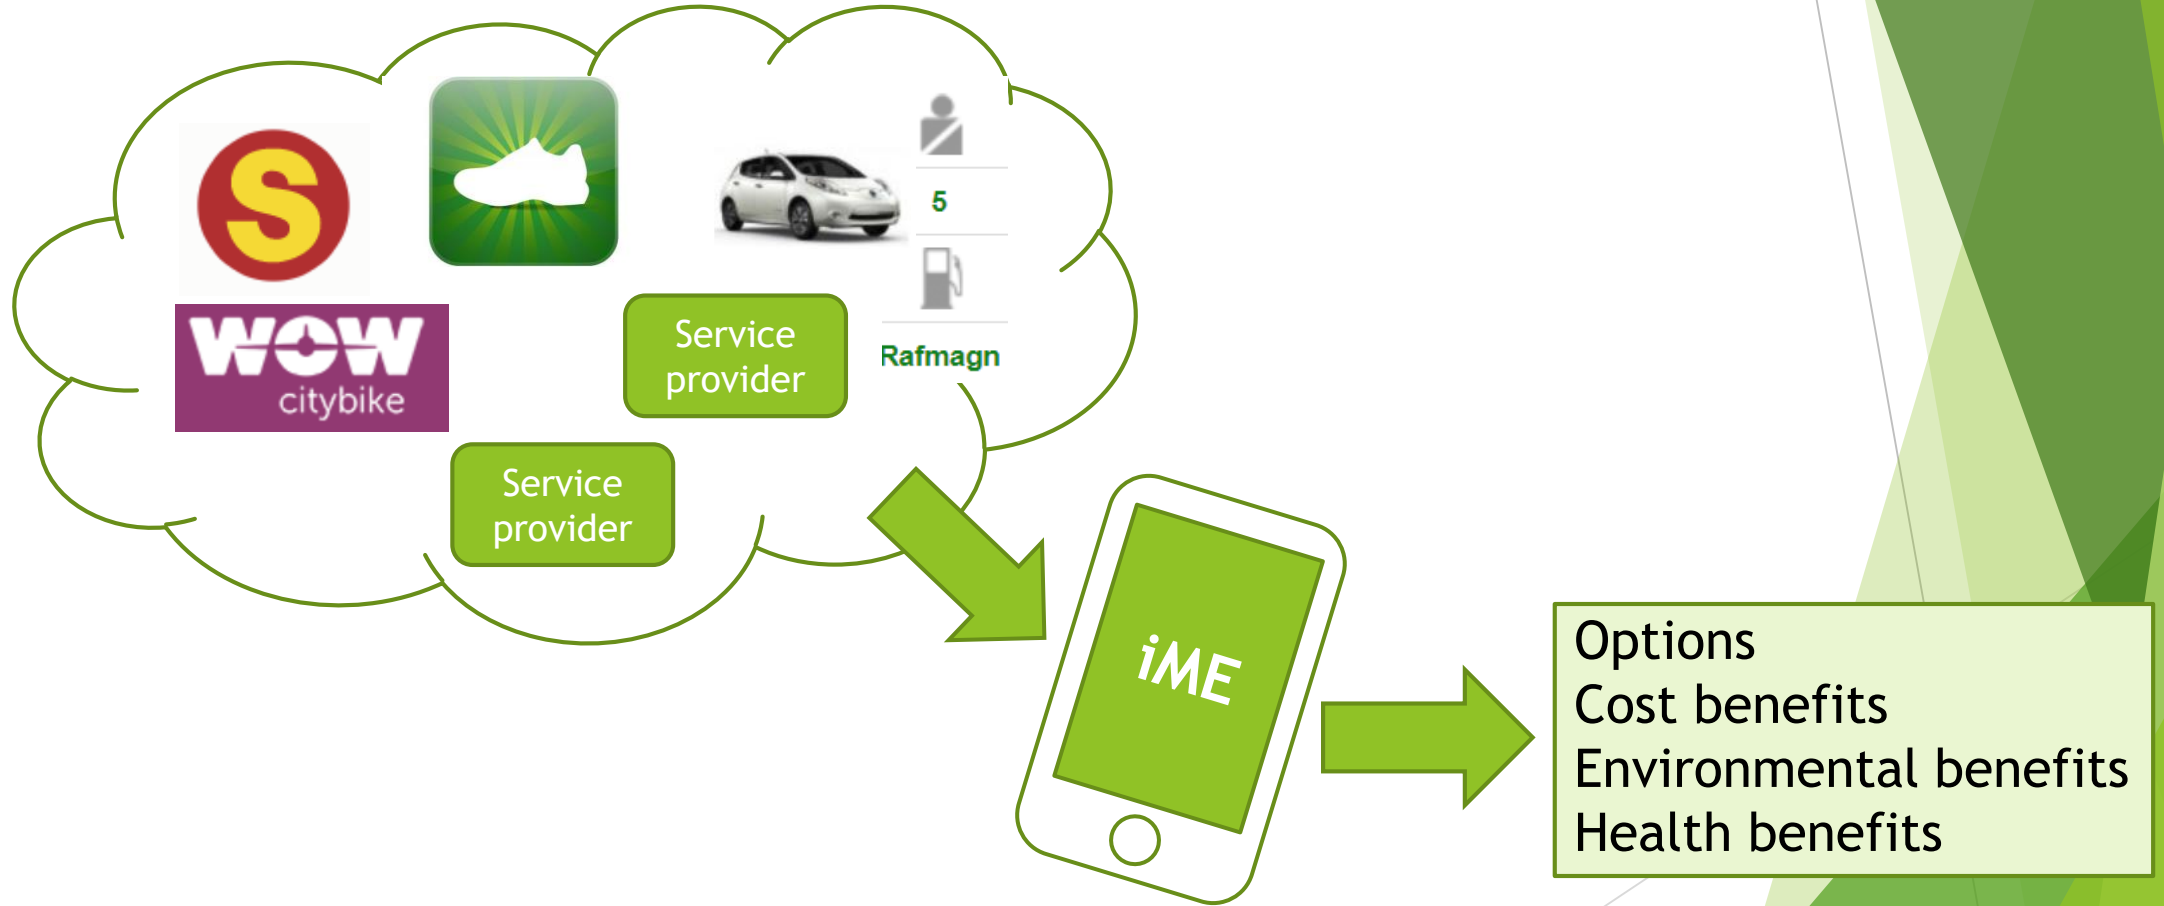 S
WOW
citybike
5
Rafmagn
Service
provider
Service
provider
iME
Options
Cost benefits
Environmental benefits
Health benefits